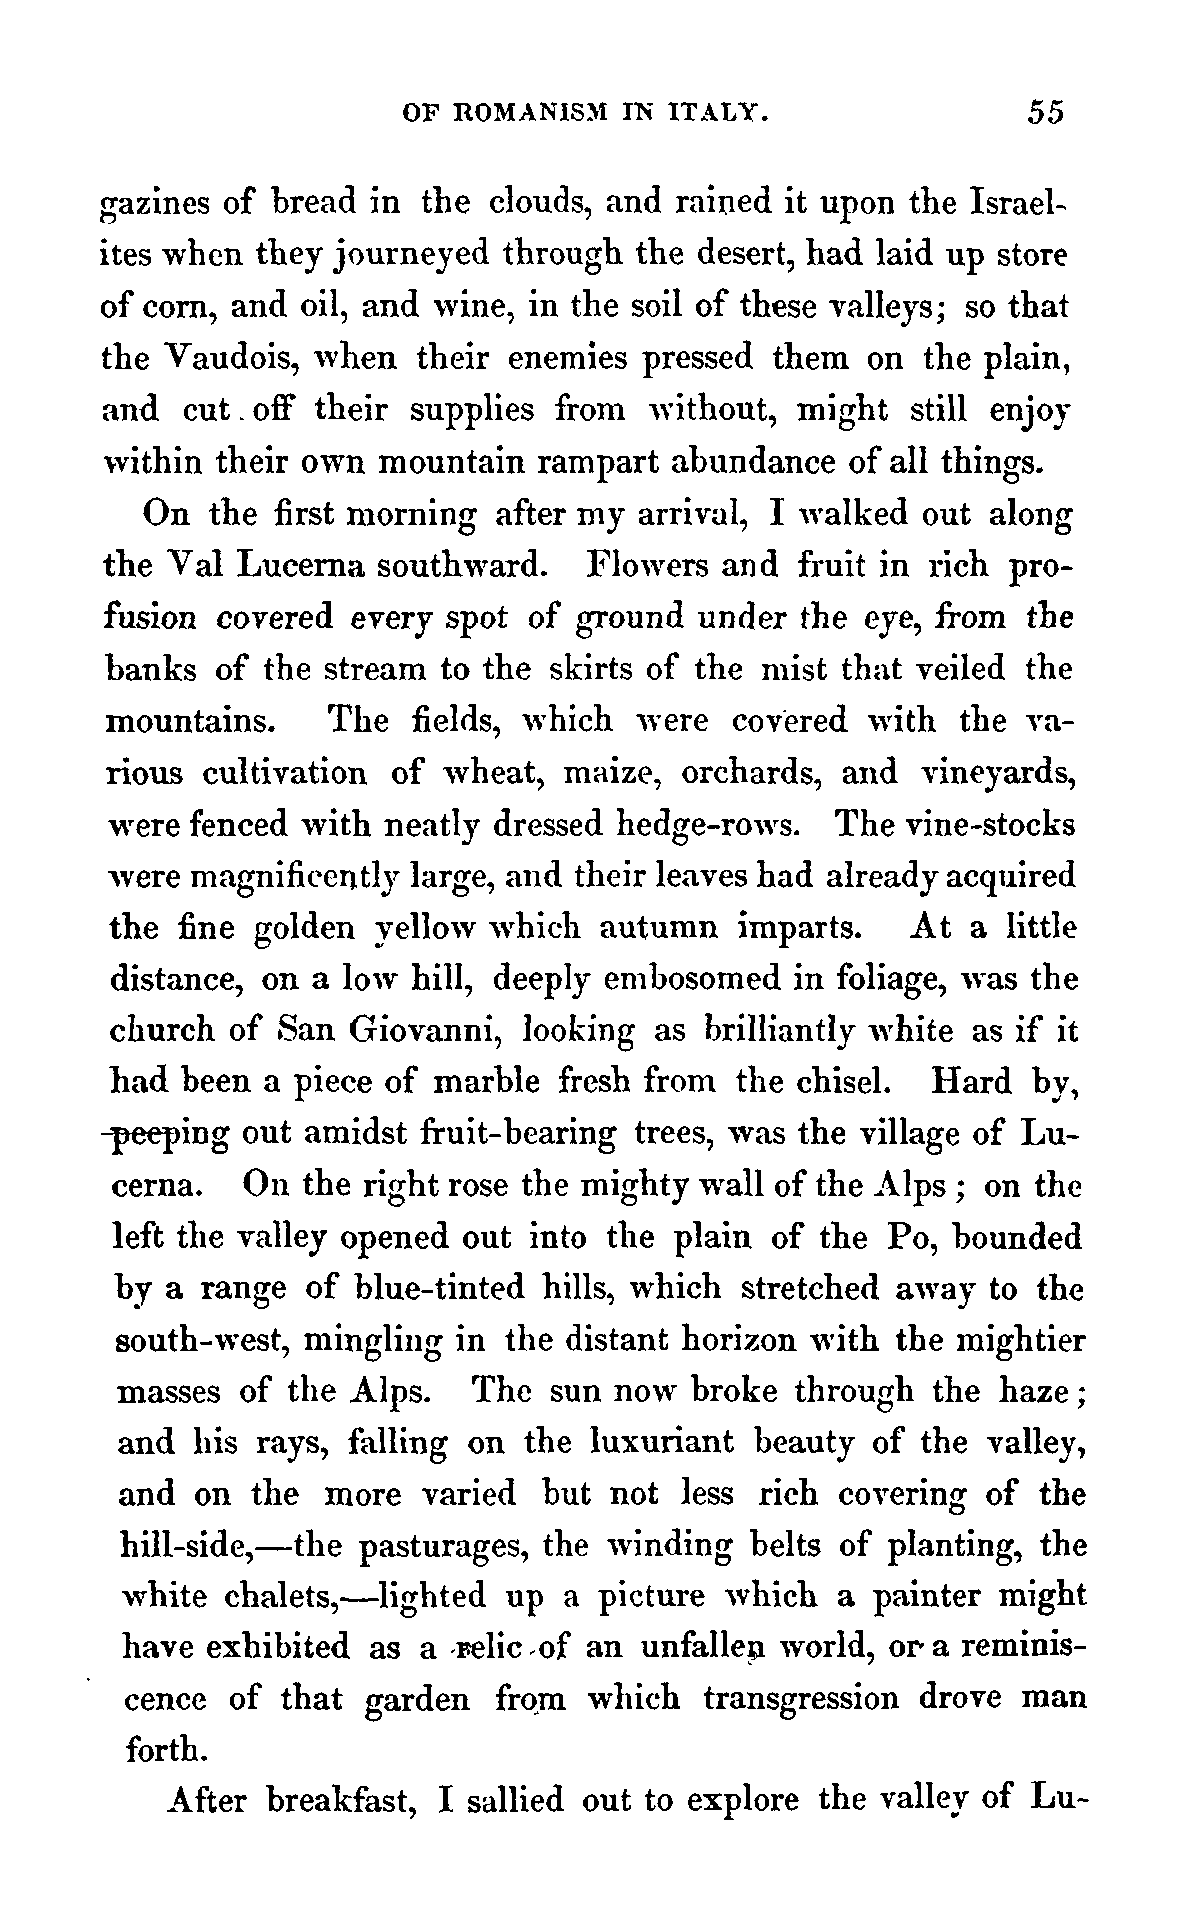 OF ROMANISM IN ITALY. 55
gazines of bread in the clouds, and rained it upon the Israel-
ites when they journeyed through the desert, had laid up store
of corn, and oil, and wine, in the soil of these valleys; so that
the Vaudois, when their enemies pressed them on the plain,
and cut off their supplies from without, might still enjoy
within their own mountain rampart abundance of all things.
On the first morning after my arrival, I walked out along
the Val Lucerna southward. Flowers and fruit in rich pro-
fusion covered every spot of ground under the eye, from the
banks of the stream to the skirts of the mist that veiled the
mountains. The fields, which were covered with the va-
rious cultivation of wheat, maize, orchards, and vineyards,
were fenced with neatly dressed hedge-rows. The vine-stocks
were magnificently large, and their leaves had already acquired
the fine golden yellow which autumn imparts. At a little
distance, on a low hill, deeply embosomed in foliage, was the
church of San Giovanni, looking as brilliantly white as if it
had been a piece of marble fresh from the chisel. Hard by,
peeping out amidst fruit-bearing trees, was the village of Lu-
cerna. On the right rose the mighty wall of the Alps; on the
left the valley opened out into the plain of the Po, bounded
by a range of blue-tinted hills, which stretched away to the
south-west, mingling in the distant horizon with the mightier
masses of the Alps. The sun now broke through the haze;
and his rays, falling on the luxuriant beauty of the valley,
and on the more varied but not less rich covering of the
hill-side,—the pasturages, the winding belts of planting, the
white chalets,—lighted up a picture which a painter might
have exhibited as a relic of an unfallen world, or a reminis-
cence of that garden from which transgression drove man
forth.
After breakfast, I sallied out to explore the valley of Lu-